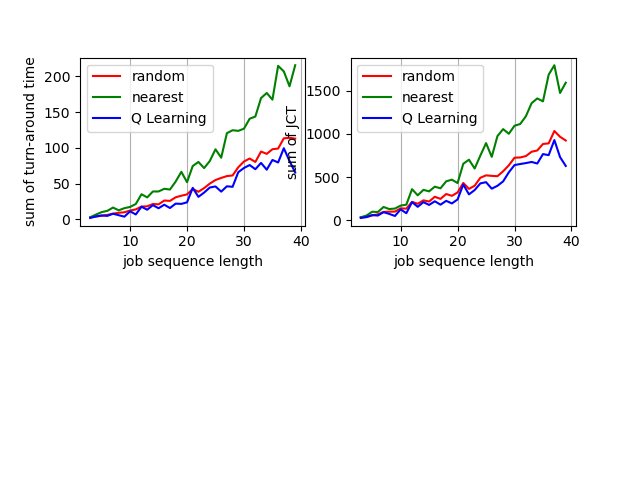 sum of turn-around time
200
150
100
50
0
random
nearest
Q Learning
10
20
30
40
job sequence length
sum of JCT
1500
1000
500
0
random
nearest
Q Learning
10
20
30
40
job sequence length